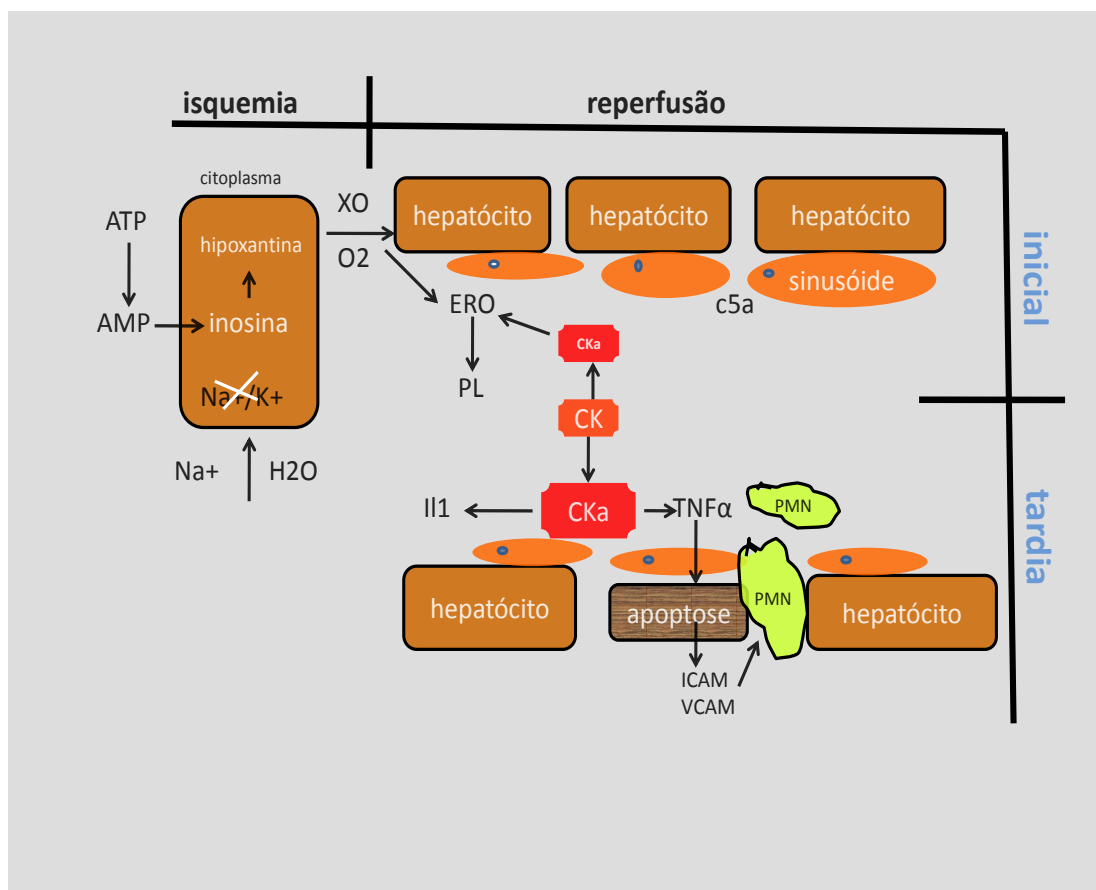 isquemia
reperfusão
citoplasma
ATP
AMP
hipoxantina
inosina
Na+/K+
Na+
H2O
XO
O2
hepatócito
hepatócito
hepatócito
sinusóide
c5a
ERO
PL
CKa
CK
CKa
Il1
TNFα
PMN
PMN
hepatócito
apoptose
hepatócito
ICAM
VCAM
inicial
tardia